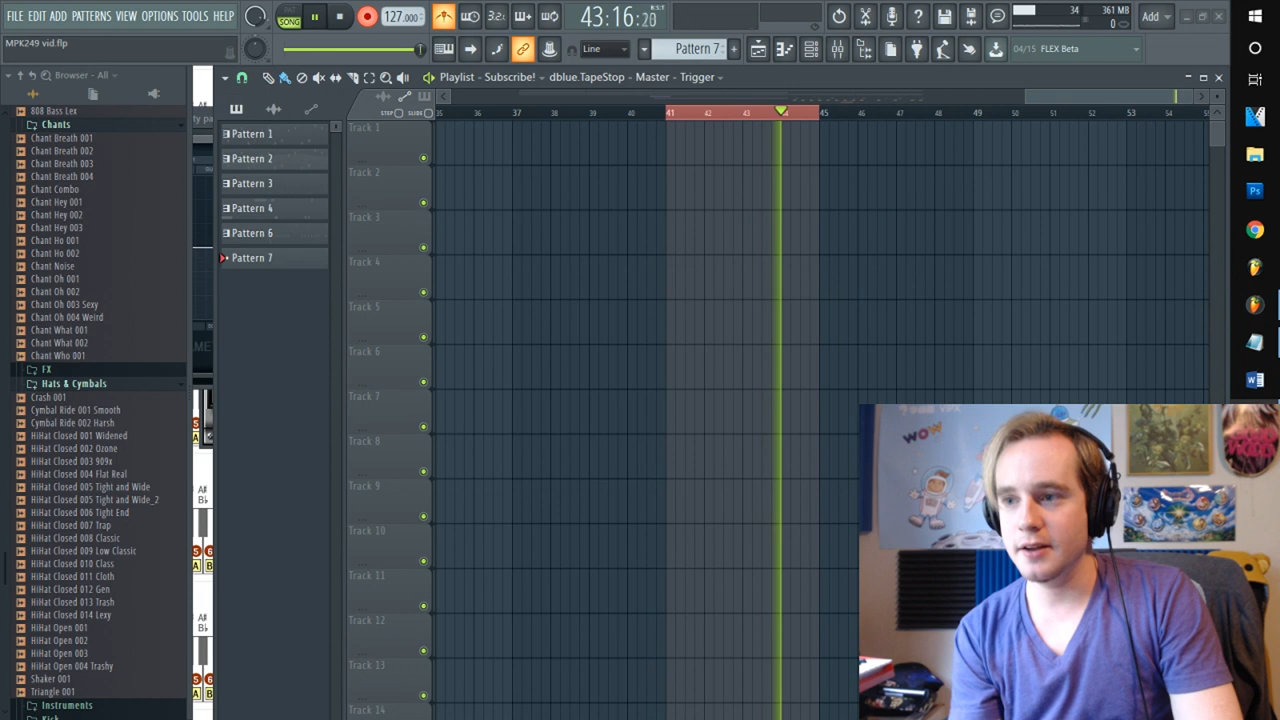 FILE EDIT ADD PATTERNS VIEW OPTIONS TOOLS HELP
SONG
127.000
3 2 1
43:16:20
B:S:T
34
361 MB
0
Add
MPK249 vid.flp
Line
Pattern 7
04/15 FLEX Beta
Browser - All
Playlist - Subscribe! dblue.TapeStop - Master - Trigger
STEP SLIDE
35 36 37 38 39 40 41 42 43 44 45 46 47 48 49 50 51 52 53 54
808 Bass Lex
Chants
Chant Breath 001
Chant Breath 002
Chant Breath 003
Chant Breath 004
Chant Combo
Chant Hey 001
Chant Hey 002
Chant Hey 003
Chant Ho 001
Chant Ho 002
Chant Noise
Chant Oh 001
Chant Oh 002
Chant Oh 003 Sexy
Chant Oh 004 Weird
Chant What 001
Chant What 002
Chant Who 001
FX
Hats & Cymbals
Crash 001
Cymbal Ride 001 Smooth
Cymbal Ride 002 Harsh
HiHat Closed 001 Widened
HiHat Closed 002 Ozone
HiHat Closed 003 909x
HiHat Closed 004 Flat Real
HiHat Closed 005 Tight and Wide
HiHat Closed 005 Tight and Wide_2
HiHat Closed 006 Tight End
HiHat Closed 007 Trap
HiHat Closed 008 Classic
HiHat Closed 009 Low Classic
HiHat Closed 010 Class
HiHat Closed 011 Cloth
HiHat Closed 012 Gen
HiHat Closed 013 Trash
HiHat Closed 014 Lexy
HiHat Open 001
HiHat Open 002
HiHat Open 003
HiHat Open 004 Trashy
Shaker 001
Triangle 001
Instruments
Kick
Pattern 1
Pattern 2
Pattern 3
Pattern 4
Pattern 6
Pattern 7
Track 1
Track 2
Track 3
Track 4
Track 5
Track 6
Track 7
Track 8
Track 9
Track 10
Track 11
Track 12
Track 13
Track 14
A#
Bb
A#
Bb
WOW